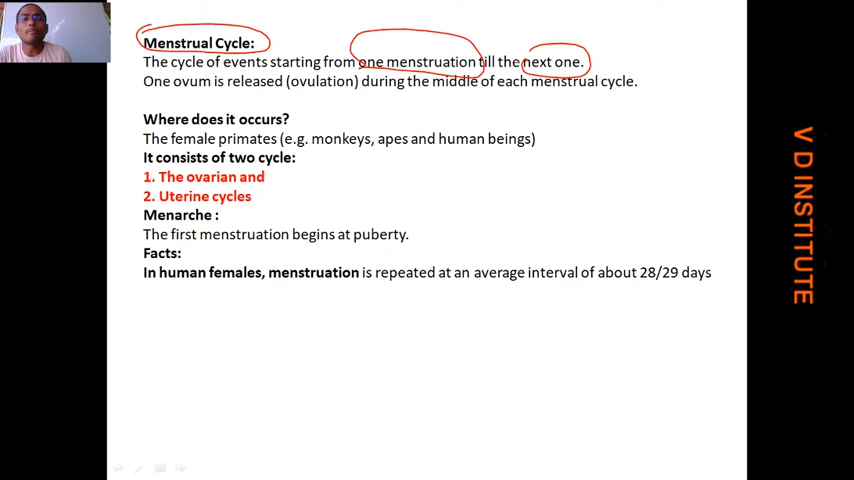 Menstrual Cycle:
The cycle of events starting from one menstruation till the next one.
One ovum is released (ovulation) during the middle of each menstrual cycle.
Where does it occurs?
The female primates (e.g. monkeys, apes and human beings)
It consists of two cycle:
1. The ovarian and
2. Uterine cycles
Menarche :
The first menstruation begins at puberty.
Facts:
In human females, menstruation is repeated at an average interval of about 28/29 days
V D INSTITUTE